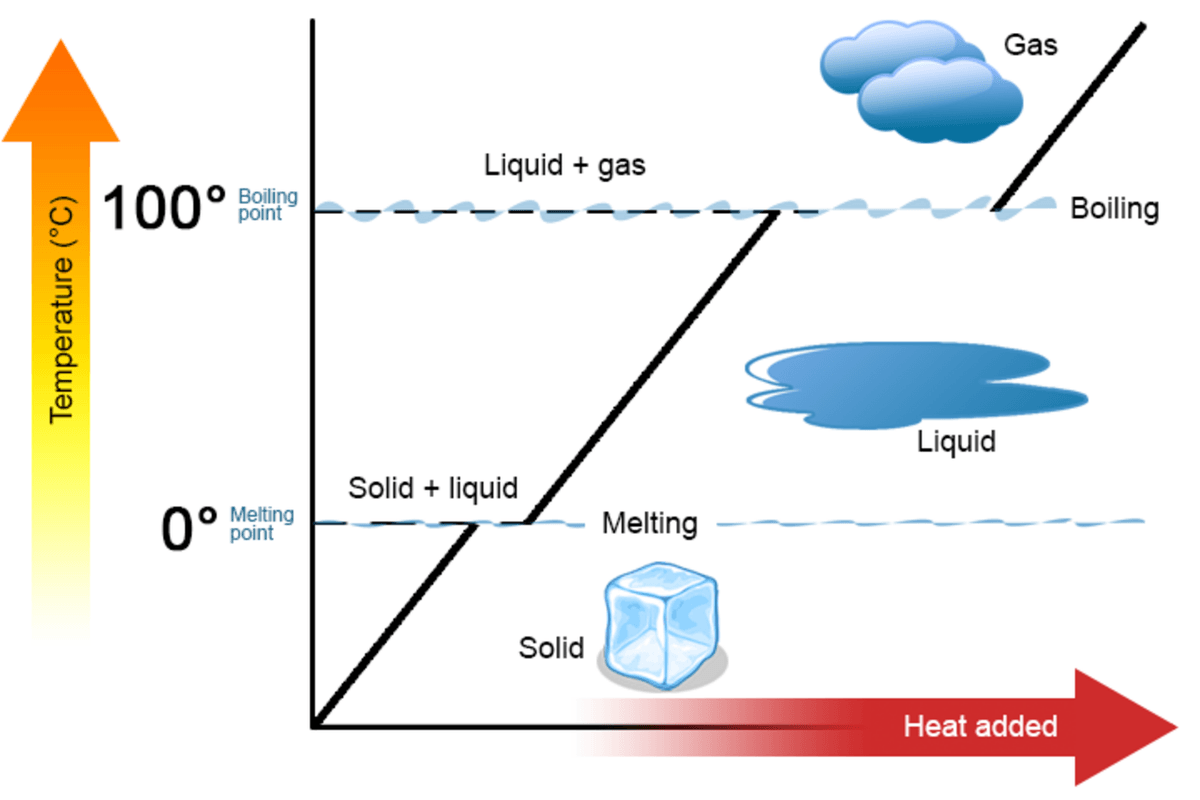 Gas
Liquid + gas
100°
Boiling
point
Boiling
Temperature (°C)
Liquid
Solid + liquid
0°
Melting
point
Melting
Solid
Heat added